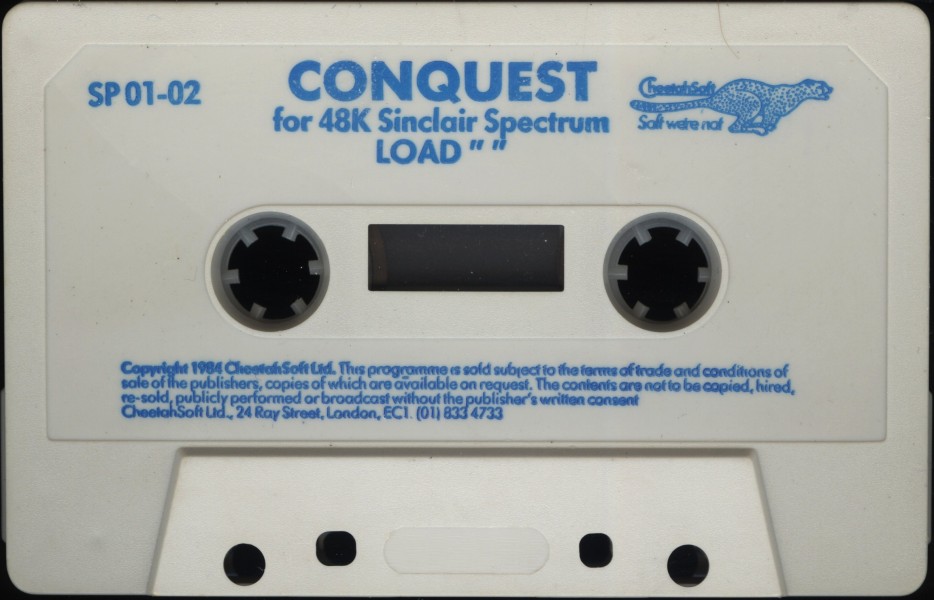 SP 01-02
CONQUEST
for 48K Sinclair Spectrum
LOAD " "
CheetahSoft
Soft were not
Copyright 1984 CheetahSoft Ltd. This programme is sold subject to the terms of trade and conditions of
sale of the publishers, copies of which are available on request. The contents are not to be copied, hired,
re-sold, publicly performed or broadcast without the publisher's written consent
CheetahSoft Ltd., 24 Ray Street, London, EC1. (01) 833 4733